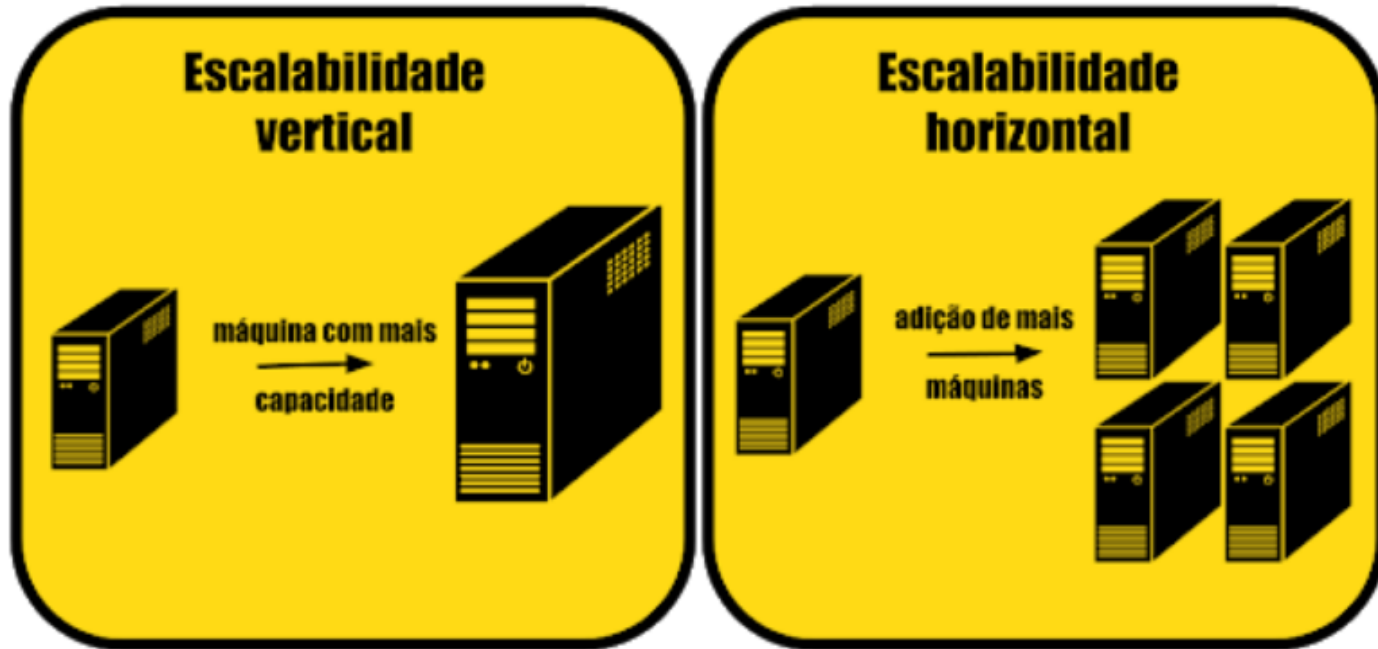 Escalabilidade
vertical
máquina com mais
capacidade
Escalabilidade
horizontal
adição de mais
máquinas